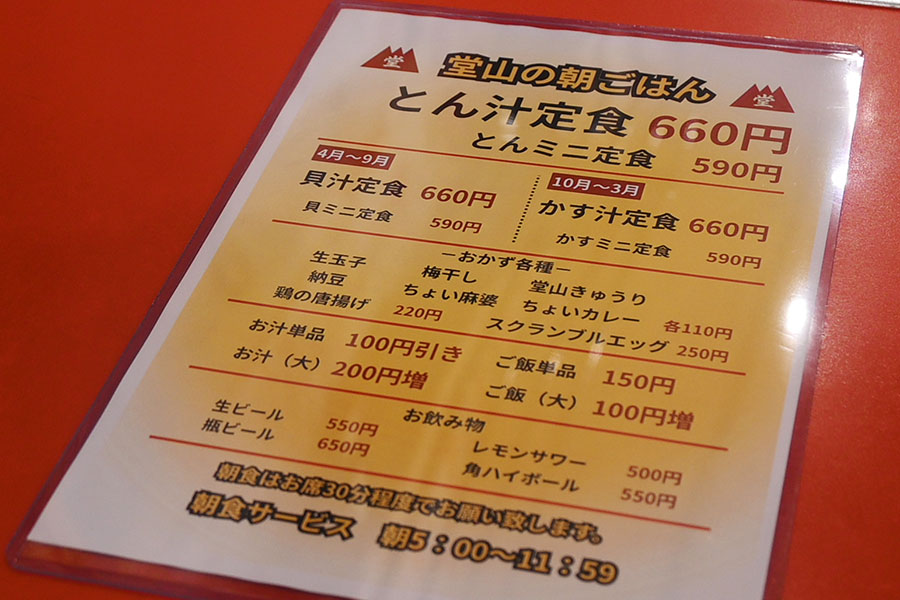 堂 堂山の朝ごはん 堂
とん汁定食 660円
とんミニ定食 590円
4月〜9月
貝汁定食 660円
貝ミニ定食 590円
10月〜3月
かす汁定食 660円
かすミニ定食 590円
−おかず各種−
生玉子 梅干し 堂山きゅうり
納豆 ちょい麻婆 ちょいカレー 各110円
鶏の唐揚げ 220円 スクランブルエッグ 250円
お汁単品 100円引き ご飯単品 150円
お汁（大） 200円増 ご飯（大） 100円増
お飲み物
生ビール 550円 レモンサワー 500円
瓶ビール 650円 角ハイボール 550円
朝食はお席30分程度でお願い致します。
朝食サービス 朝5：00〜11：59